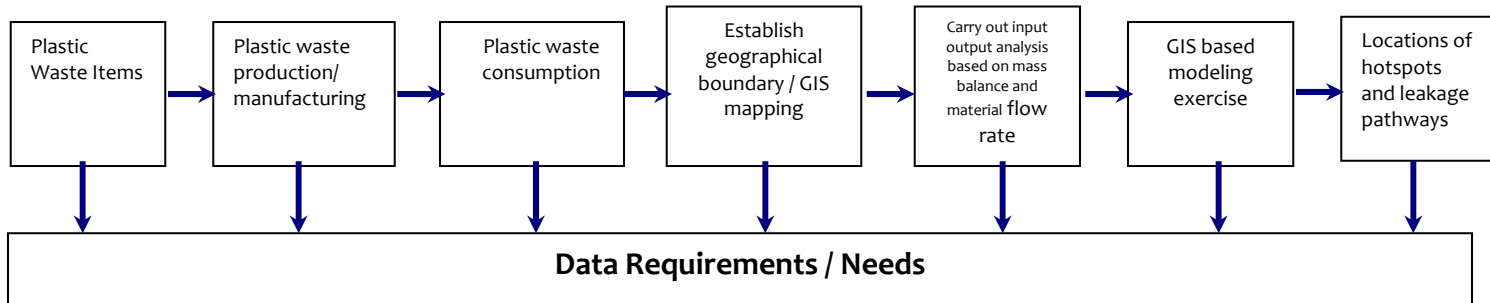 Plastic
Waste Items
Plastic waste
production/
manufacturing
Plastic waste
consumption
Establish
geographical
boundary / GIS
mapping
Carry out input
output analysis
based on mass
balance and
material flow
rate
GIS based
modeling
exercise
Locations of
hotspots
and leakage
pathways
Data Requirements / Needs